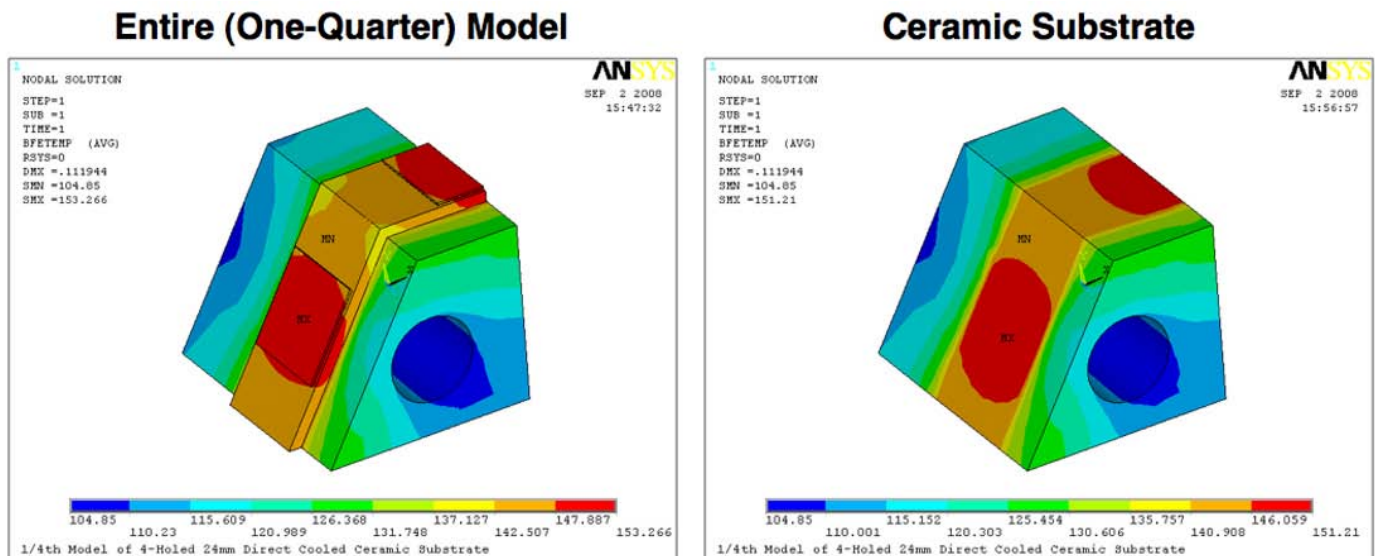 Entire (One-Quarter) Model
1
ANSYS
NODAL SOLUTION
SEP 2 2008
15:47:32
STEP=1
SUB =1
TIME=1
BFETEMP (AVG)
RSYS=0
DMX =.111944
SMN =104.85
SMX =153.266
MN
MX
104.85 115.609 126.368 137.127 147.887
110.23 120.989 131.748 142.507 153.266
1/4th Model of 4-Holed 24mm Direct Cooled Ceramic Substrate
Ceramic Substrate
1
ANSYS
NODAL SOLUTION
SEP 2 2008
15:56:57
STEP=1
SUB =1
TIME=1
BFETEMP (AVG)
RSYS=0
DMX =.111944
SMN =104.85
SMX =151.21
MN
MX
104.85 115.152 125.454 135.757 146.059
110.001 120.303 130.606 140.908 151.21
1/4th Model of 4-Holed 24mm Direct Cooled Ceramic Substrate